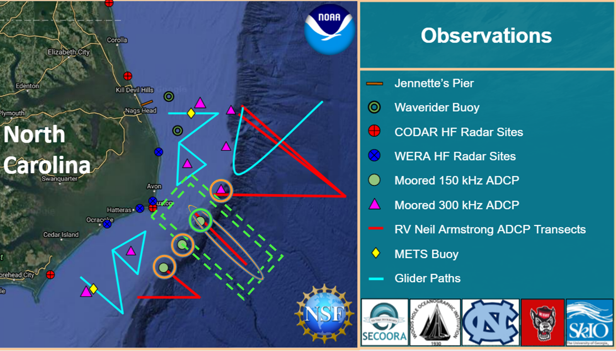 Corolla
Elizabeth City
NOAA
Edenton
Kill Devil Hills
Plymouth
Nags Head
North
Carolina
Swanquarter
Avon
Hatteras
Ocracoke
Cedar Island
Morehead City
NSF
Observations
Jennette's Pier
Waverider Buoy
CODAR HF Radar Sites
WERA HF Radar Sites
Moored 150 kHz ADCP
Moored 300 kHz ADCP
RV Neil Armstrong ADCP Transects
METS Buoy
Glider Paths
SECOORA
1930
SkIO